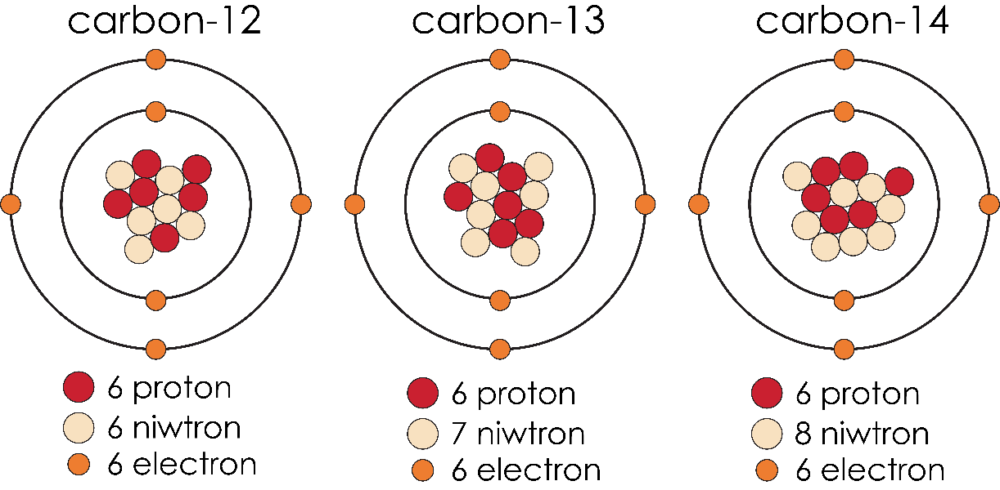 carbon-12
6 proton
6 niwtron
6 electron
carbon-13
6 proton
7 niwtron
6 electron
carbon-14
6 proton
8 niwtron
6 electron